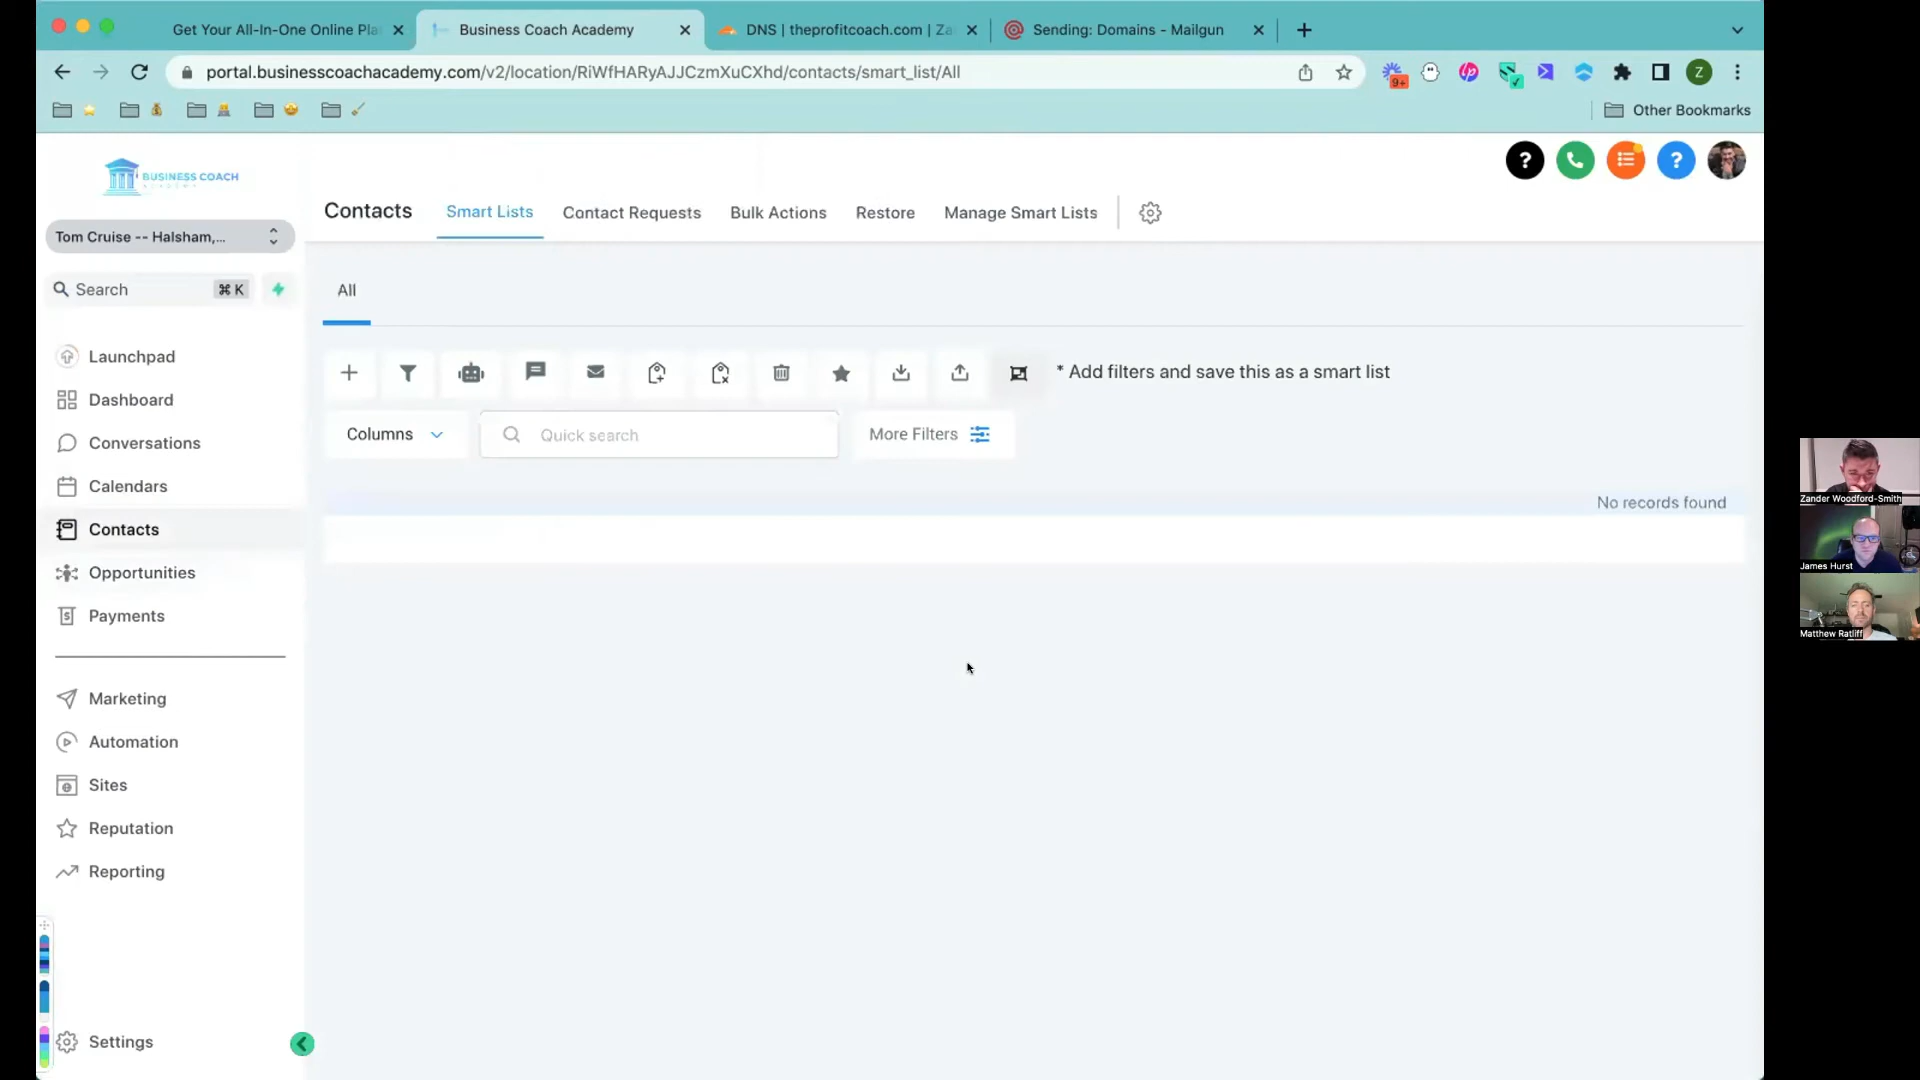 Get Your All-In-One Online Pla
Business Coach Academy
DNS | theprofitcoach.com | Za
Sending: Domains - Mailgun
portal.businesscoachacademy.com/v2/location/RiWfHARyAJJCzmXuCXhd/contacts/smart_list/All
9+
Z
Other Bookmarks
BUSINESS COACH
ACADEMY
Contacts
Smart Lists
Contact Requests
Bulk Actions
Restore
Manage Smart Lists
Tom Cruise -- Halsham,...
Search
⌘ K
All
Launchpad
Dashboard
Conversations
Calendars
Contacts
Opportunities
Payments
Marketing
Automation
Sites
Reputation
Reporting
Settings
* Add filters and save this as a smart list
Columns
Quick search
More Filters
No records found
Zander Woodford-Smith
James Hurst
Matthew Ratliff